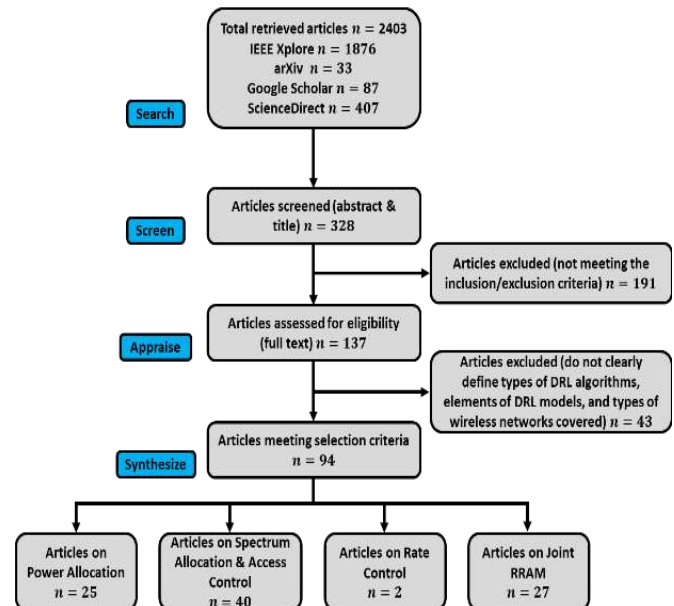 Total retrieved articles n = 2403
IEEE Xplore n = 1876
arXiv n = 33
Google Scholar n = 87
ScienceDirect n = 407
Search
Articles screened (abstract &
title) n = 328
Screen
Articles excluded (not meeting the
inclusion/exclusion criteria) n = 191
Articles assessed for eligibility
(full text) n = 137
Appraise
Articles excluded (do not clearly
define types of DRL algorithms,
elements of DRL models, and types of
wireless networks covered) n = 43
Articles meeting selection criteria
n = 94
Synthesize
Articles on
Power Allocation
n = 25
Articles on Spectrum
Allocation & Access
Control
n = 40
Articles on Rate
Control
n = 2
Articles on Joint
RRAM
n = 27